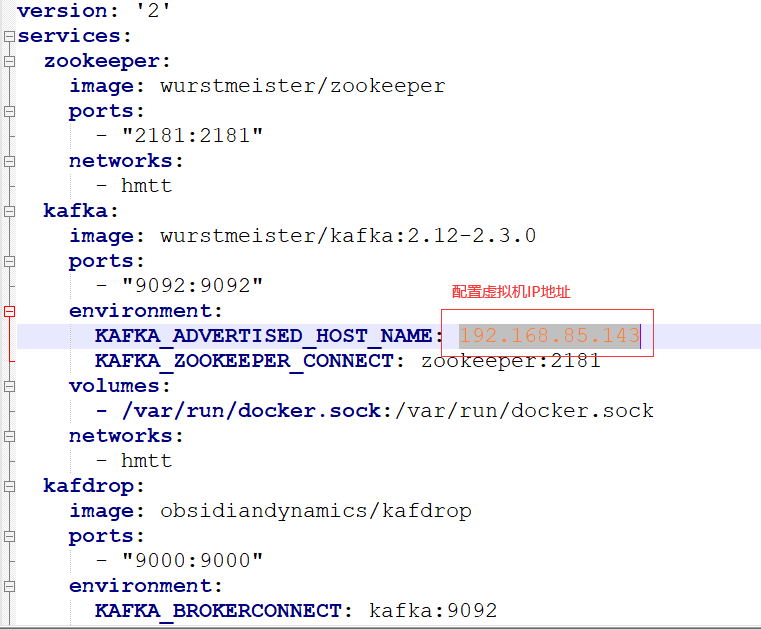 version: '2'
services:
  zookeeper:
    image: wurstmeister/zookeeper
    ports:
      - "2181:2181"
    networks:
      - hmtt
  kafka:
    image: wurstmeister/kafka:2.12-2.3.0
    ports:
      - "9092:9092"
配置虚拟机IP地址
    environment:
      KAFKA_ADVERTISED_HOST_NAME: 192.168.85.143
      KAFKA_ZOOKEEPER_CONNECT: zookeeper:2181
    volumes:
      - /var/run/docker.sock:/var/run/docker.sock
    networks:
      - hmtt
  kafdrop:
    image: obsidiandynamics/kafdrop
    ports:
      - "9000:9000"
    environment:
      KAFKA_BROKERCONNECT: kafka:9092